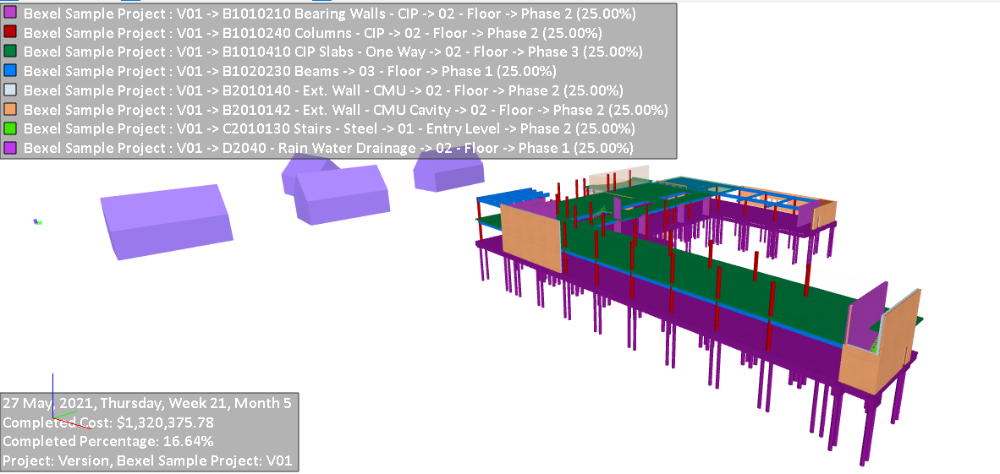 Bexel Sample Project : V01 -> B1010210 Bearing Walls - CIP -> 02 - Floor -> Phase 2 (25.00%)
Bexel Sample Project : V01 -> B1010240 Columns - CIP -> 02 - Floor -> Phase 2 (25.00%)
Bexel Sample Project : V01 -> B1010410 CIP Slabs - One Way -> 02 - Floor -> Phase 3 (25.00%)
Bexel Sample Project : V01 -> B1020230 Beams -> 03 - Floor -> Phase 1 (25.00%)
Bexel Sample Project : V01 -> B2010140 - Ext. Wall - CMU -> 02 - Floor -> Phase 2 (25.00%)
Bexel Sample Project : V01 -> B2010142 - Ext. Wall - CMU Cavity -> 02 - Floor -> Phase 2 (25.00%)
Bexel Sample Project : V01 -> C2010130 Stairs - Steel -> 01 - Entry Level -> Phase 2 (25.00%)
Bexel Sample Project : V01 -> D2040 - Rain Water Drainage -> 02 - Floor -> Phase 1 (25.00%)
27 May, 2021, Thursday, Week 21, Month 5
Completed Cost: $1,320,375.78
Completed Percentage: 16.64%
Project: Version, Bexel Sample Project: V01